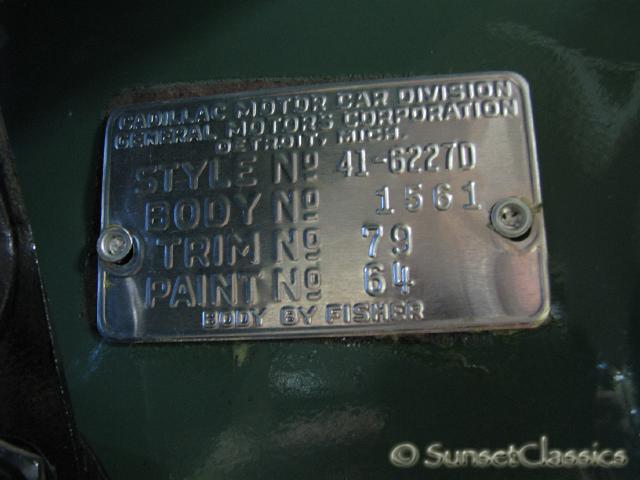 CADILLAC MOTOR CAR DIVISION
GENERAL MOTORS CORPORATION
DETROIT, MICH.
STYLE No 41-6227D
BODY No 1561
TRIM No 79
PAINT No 64
BODY BY FISHER
© SunsetClassics